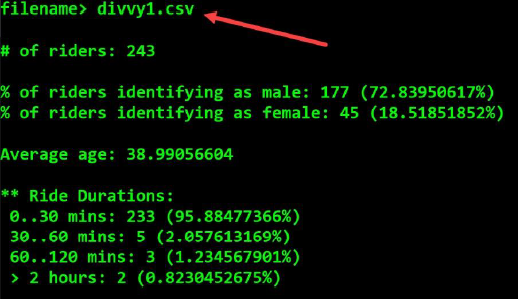 filename> divvy1.csv
# of riders: 243
% of riders identifying as male: 177 (72.83950617%)
% of riders identifying as female: 45 (18.51851852%)
Average age: 38.99056604
** Ride Durations:
0..30 mins: 233 (95.88477366%)
30..60 mins: 5 (2.057613169%)
60..120 mins: 3 (1.234567901%)
> 2 hours: 2 (0.8230452675%)